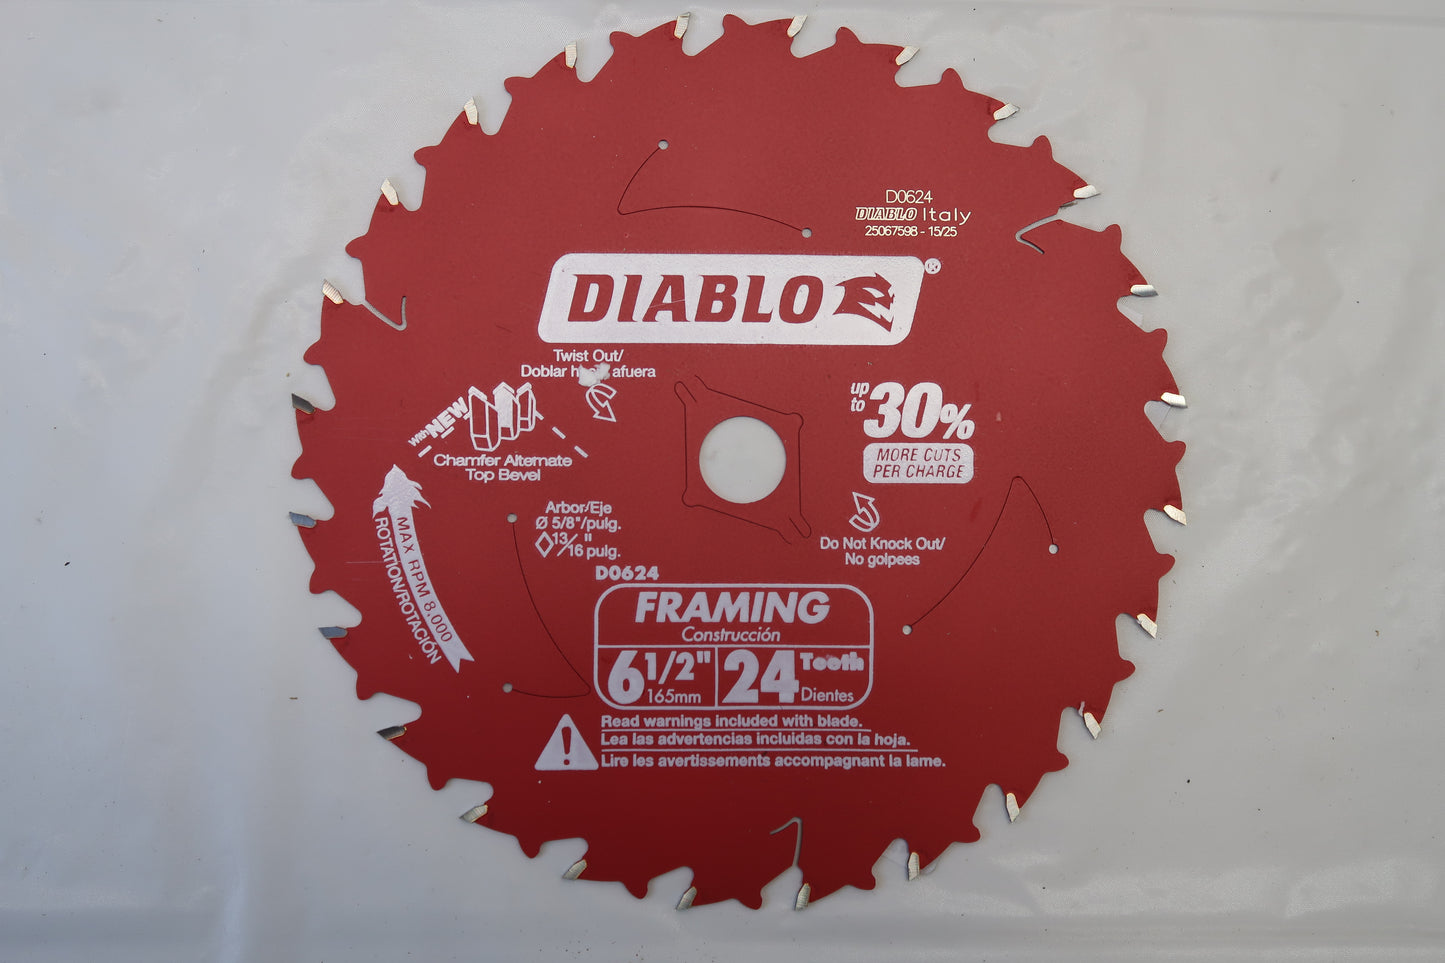 D0624
DIABLO Italy
25067598 - 15/25
DIABLO ®
Twist Out/
Doblar afuera
With NEW
Chamfer Alternate
Top Bevel
up to 30%
MORE CUTS
PER CHARGE
Arbor/Eje
Ø 5/8"/pulg.
◇ 13/16" pulg.
Do Not Knock Out/
No golpees
MAX RPM 8,000
ROTATION/ROTACIÓN
D0624
FRAMING
Construcción
6 1/2" 165mm
24 Teeth Dientes
Read warnings included with blade.
Lea las advertencias incluidas con la hoja.
Lire les avertissements accompagnant la lame.